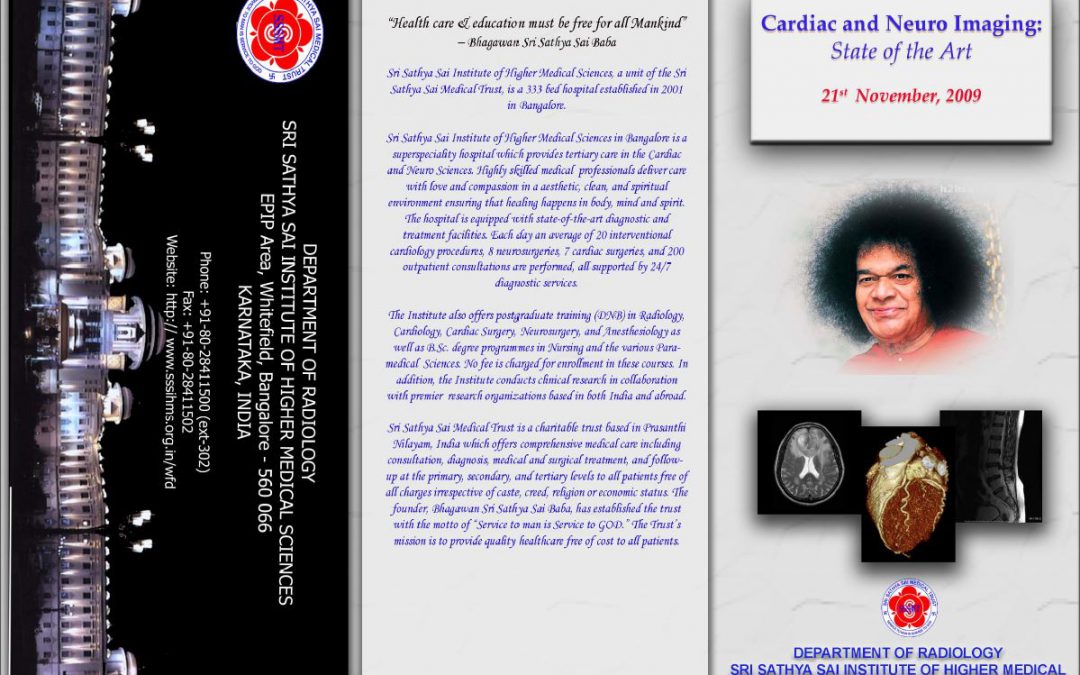 SRI SATHYA SAI MEDICAL TRUST
SSSMT
DEPARTMENT OF RADIOLOGY
SRI SATHYA SAI INSTITUTE OF HIGHER MEDICAL SCIENCES
EPIP Area, Whitefield, Bangalore - 560 066
KARNATAKA, INDIA
Phone: +91-80-28411500 (ext-302)
Fax: +91-80-28411502
Website: http:// www.sssihms.org.in/wfd
“Health care & education must be free for all Mankind”
– Bhagawan Sri Sathya Sai Baba
Sri Sathya Sai Institute of Higher Medical Sciences, a unit of the Sri
Sathya Sai Medical Trust, is a 333 bed hospital established in 2001
in Bangalore.
Sri Sathya Sai Institute of Higher Medical Sciences in Bangalore is a
superspeciality hospital which provides tertiary care in the Cardiac
and Neuro Sciences. Highly skilled medical professionals deliver care
with love and compassion in a aesthetic, clean, and spiritual
environment ensuring that healing happens in body, mind and spirit.
The hospital is equipped with state-of-the-art diagnostic and
treatment facilities. Each day an average of 20 interventional
cardiology procedures, 8 neurosurgeries, 7 cardiac surgeries, and 200
outpatient consultations are performed, all supported by 24/7
diagnostic services.
The Institute also offers postgraduate training (DNB) in Radiology,
Cardiology, Cardiac Surgery, Neurosurgery, and Anesthesiology as
well as B.Sc. degree programmes in Nursing and the various Para-
medical Sciences. No fee is charged for enrollment in these courses. In
addition, the Institute conducts clinical research in collaboration
with premier research organizations based in both India and abroad.
Sri Sathya Sai Medical Trust is a charitable trust based in Prasanthi
Nilayam, India which offers comprehensive medical care including
consultation, diagnosis, medical and surgical treatment, and follow-
up at the primary, secondary, and tertiary levels to all patients free of
all charges irrespective of caste, creed, religion or economic status. The
founder, Bhagawan Sri Sathya Sai Baba, has established the trust
with the motto of “Service to man is Service to GOD.” The Trust’s
mission is to provide quality healthcare free of cost to all patients.
Cardiac and Neuro Imaging:
State of the Art
21st November, 2009
SRI SATHYA SAI MEDICAL TRUST
DEPARTMENT OF RADIOLOGY
SRI SATHYA SAI INSTITUTE OF HIGHER MEDICAL